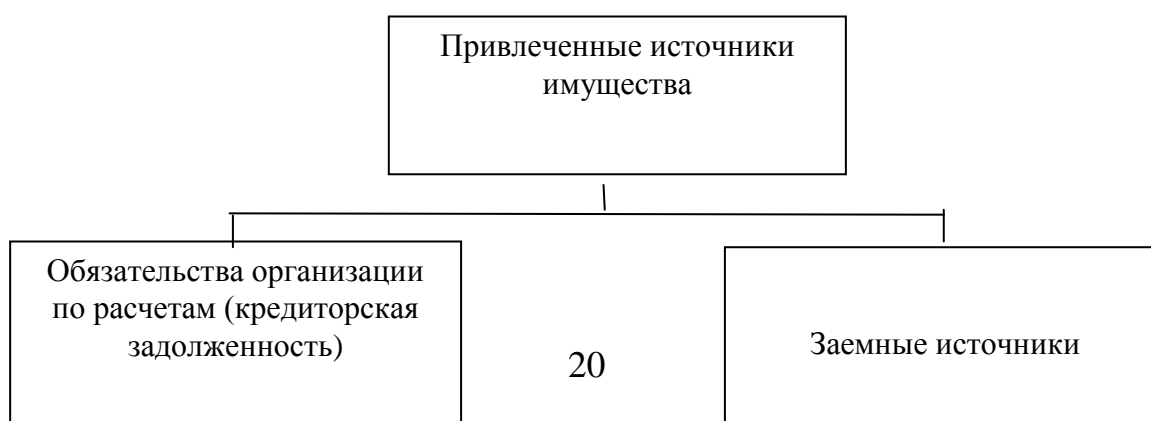 Привлеченные источники
имущества
Обязательства организации
по расчетам (кредиторская
задолженность)
20
Заемные источники